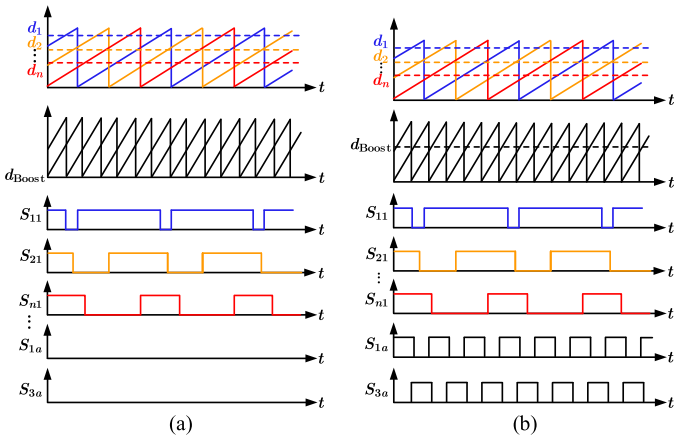 d1
d2
⋮
dn
t
dBoost
t
S11
t
S21
t
Sn1
t
⋮
S1a
t
S3a
t
(a)
d1
d2
⋮
dn
t
dBoost
t
S11
t
S21
t
⋮
Sn1
t
S1a
t
S3a
t
(b)